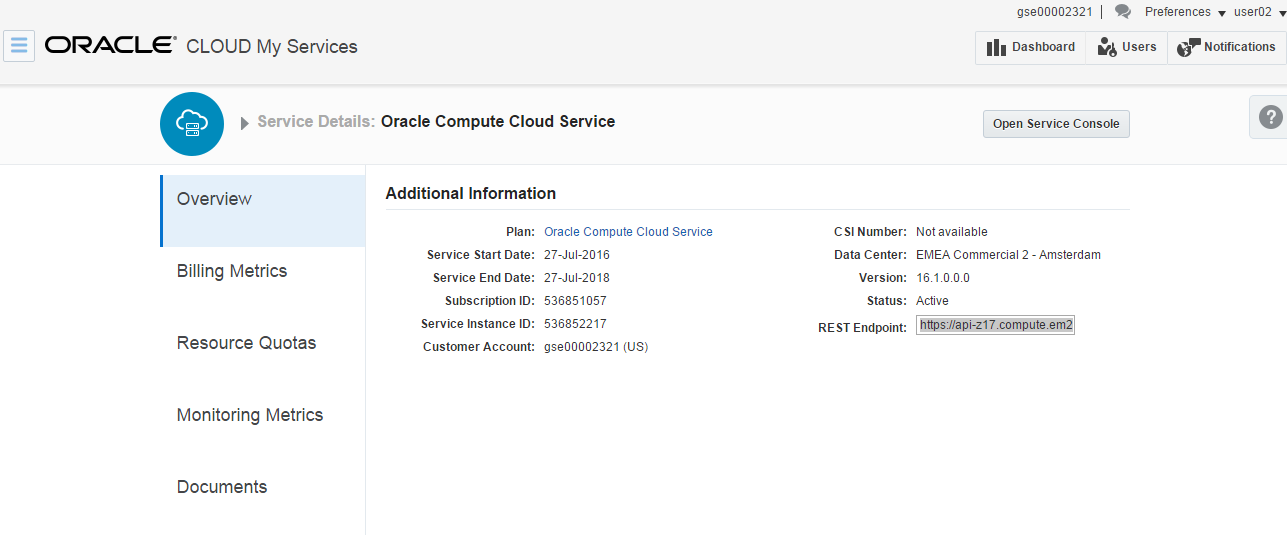 gse00002321 Preferences user02
ORACLE CLOUD My Services
Dashboard Users Notifications
Service Details: Oracle Compute Cloud Service
Open Service Console
?
Overview
Billing Metrics
Resource Quotas
Monitoring Metrics
Documents
Additional Information
Plan: Oracle Compute Cloud Service
Service Start Date: 27-Jul-2016
Service End Date: 27-Jul-2018
Subscription ID: 536851057
Service Instance ID: 536852217
Customer Account: gse00002321 (US)
CSI Number: Not available
Data Center: EMEA Commercial 2 - Amsterdam
Version: 16.1.0.0.0
Status: Active
REST Endpoint: https://api-z17.compute.em2